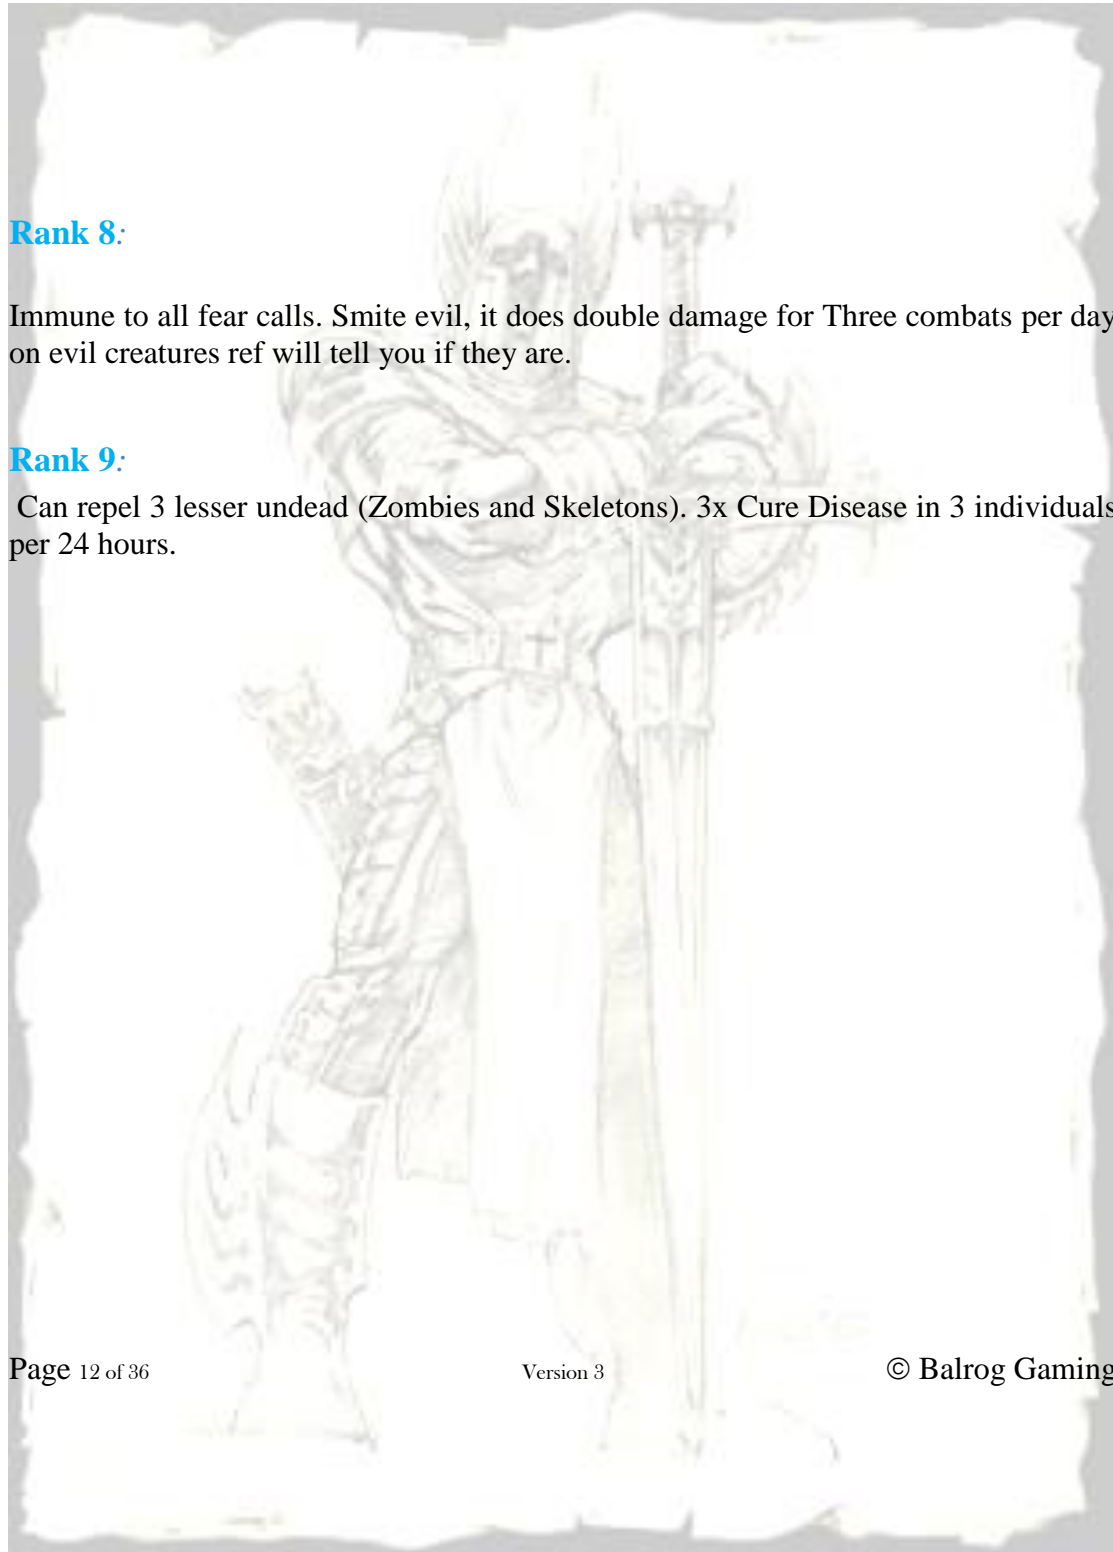 Rank 8:
Immune to all fear calls. Smite evil, it does double damage for Three combats per day
on evil creatures ref will tell you if they are.
Rank 9:
Can repel 3 lesser undead (Zombies and Skeletons). 3x Cure Disease in 3 individuals
per 24 hours.
Page 12 of 36 Version 3 © Balrog Gaming